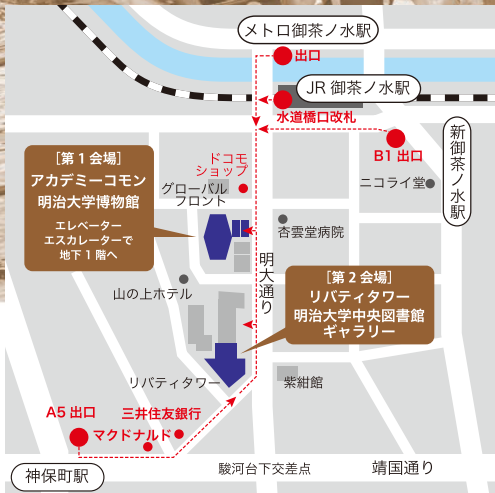 メトロ御茶ノ水駅
出口
JR 御茶ノ水駅
水道橋口改札
B1 出口
新御茶ノ水駅
ニコライ堂
[第1会場]
アカデミーコモン
明治大学博物館
エレベーター
エスカレーターで
地下1階へ
ドコモ
ショップ
グローバル
フロント
杏雲堂病院
明大通り
山の上ホテル
[第2会場]
リバティタワー
明治大学中央図書館
ギャラリー
リバティタワー
紫紺館
A5 出口
三井住友銀行
マクドナルド
神保町駅
駿河台下交差点
靖国通り